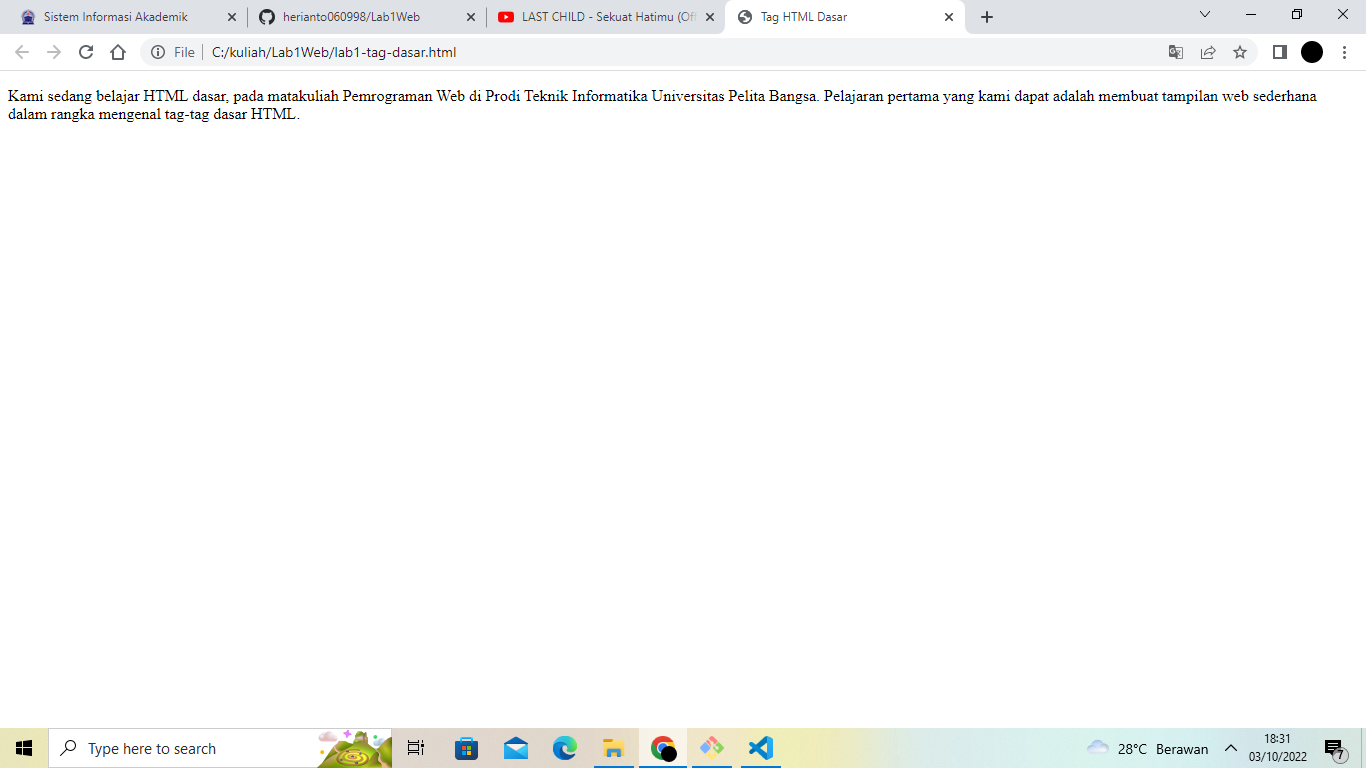 Sistem Informasi Akademik
herianto060998/Lab1Web
LAST CHILD - Sekuat Hatimu (Off
Tag HTML Dasar
File
C:/kuliah/Lab1Web/lab1-tag-dasar.html
Kami sedang belajar HTML dasar, pada matakuliah Pemrograman Web di Prodi Teknik Informatika Universitas Pelita Bangsa. Pelajaran pertama yang kami dapat adalah membuat tampilan web sederhana
dalam rangka mengenal tag-tag dasar HTML.
Type here to search
28°C Berawan
18:31
03/10/2022
7